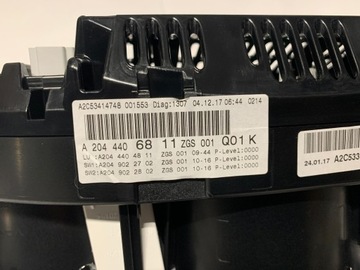 A2C53414748 001553 Diag:1307 04.12.17 05:44 0214
A 204 440 68 11 ZGS 001 Q01 K
LU :A204 440 48 11 ZGS 001 09-44 P-Level:0000
SW1:A204 902 27 02 ZGS 001 10-16 P-Level:0000
SW2:A204 902 28 02 ZGS 001 10-16 P-Level:0000
24.01.17 A2C533